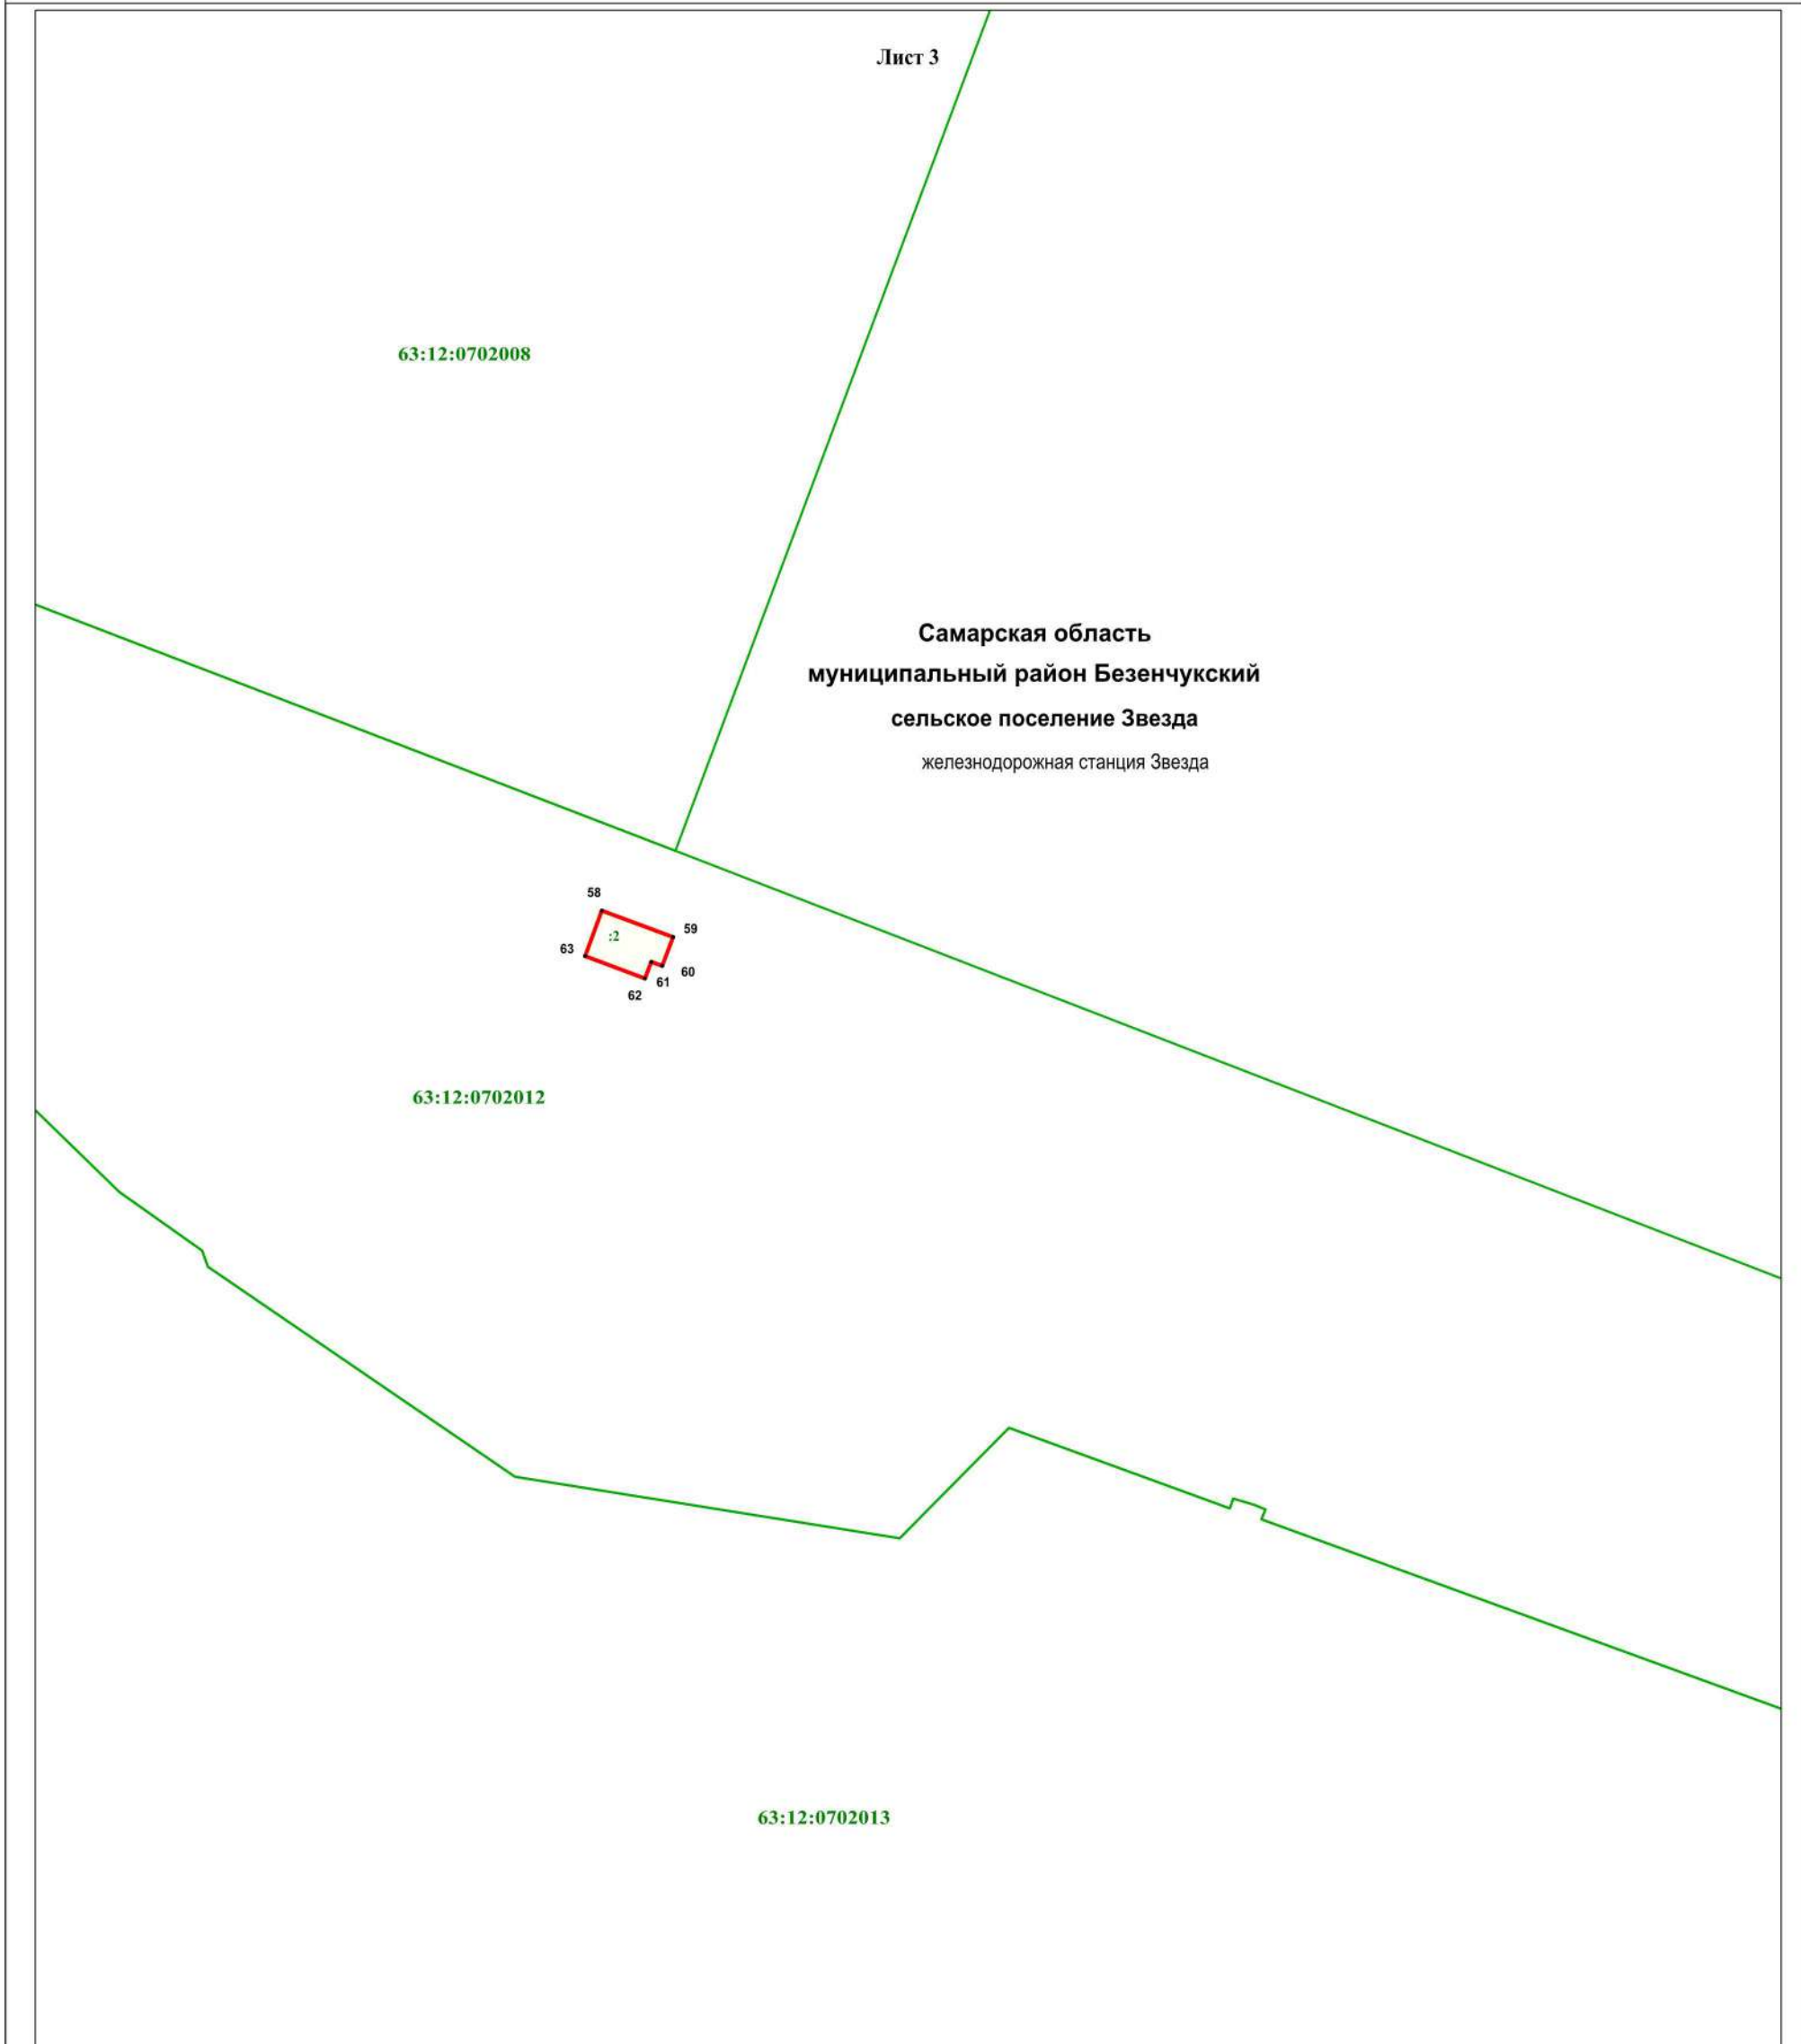 Лист 3
63:12:0702008
Самарская область
муниципальный район Безенчукский
сельское поселение Звезда
железнодорожная станция Звезда
58
59
:2
63
60
61
62
63:12:0702012
63:12:0702013